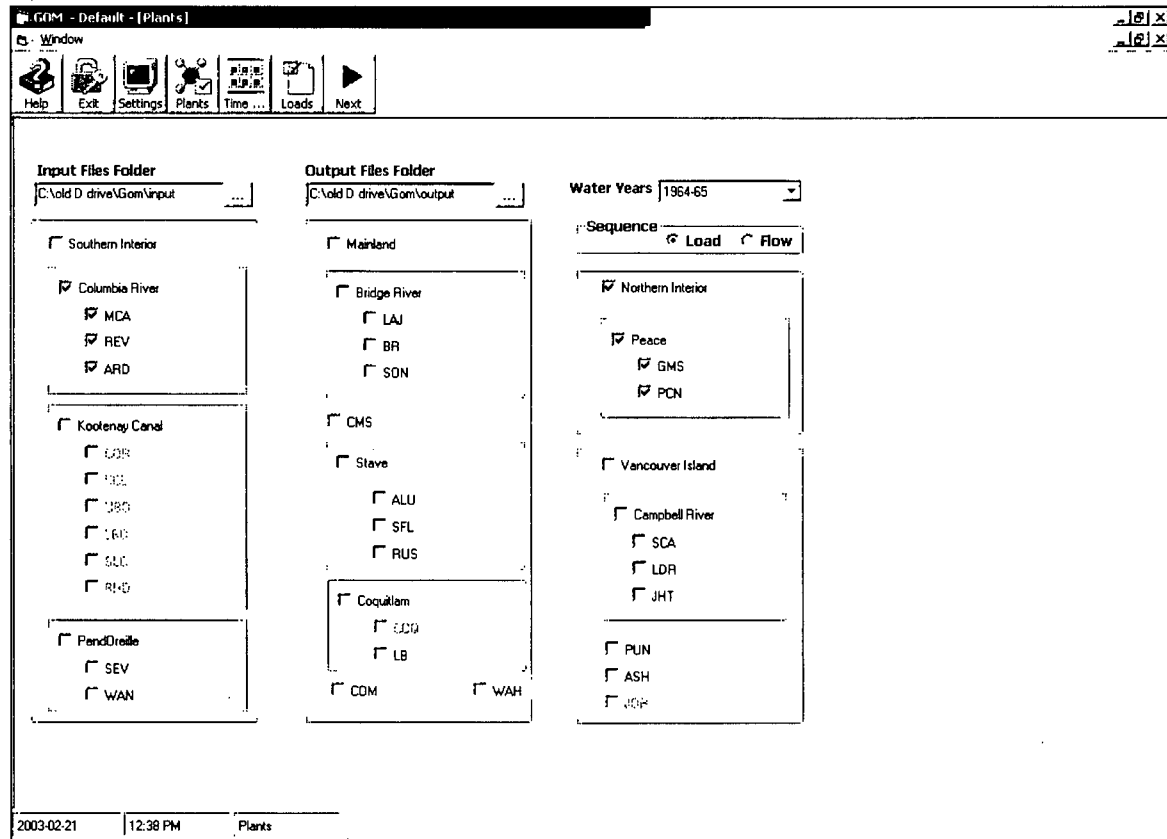 GOM - Default - [Plants]
Window
Help Exit Settings Plants Time ... Loads Next
Input Files Folder
C:\old D drive\Gom\input ...
Output Files Folder
C:\old D drive\Gom\output ...
Water Years 1964-65
Sequence
Load Flow
Southern Interior
Columbia River
MCA
REV
ARD
Kootenay Canal
PendOreille
SEV
WAN
Mainland
Bridge River
LAJ
BR
SON
CMS
Stave
ALU
SFL
RUS
Coquitlam
LB
COM WAH
Northern Interior
Peace
GMS
PCN
Vancouver Island
Campbell River
SCA
LDR
JHT
PUN
ASH
2003-02-21 12:38 PM Plants